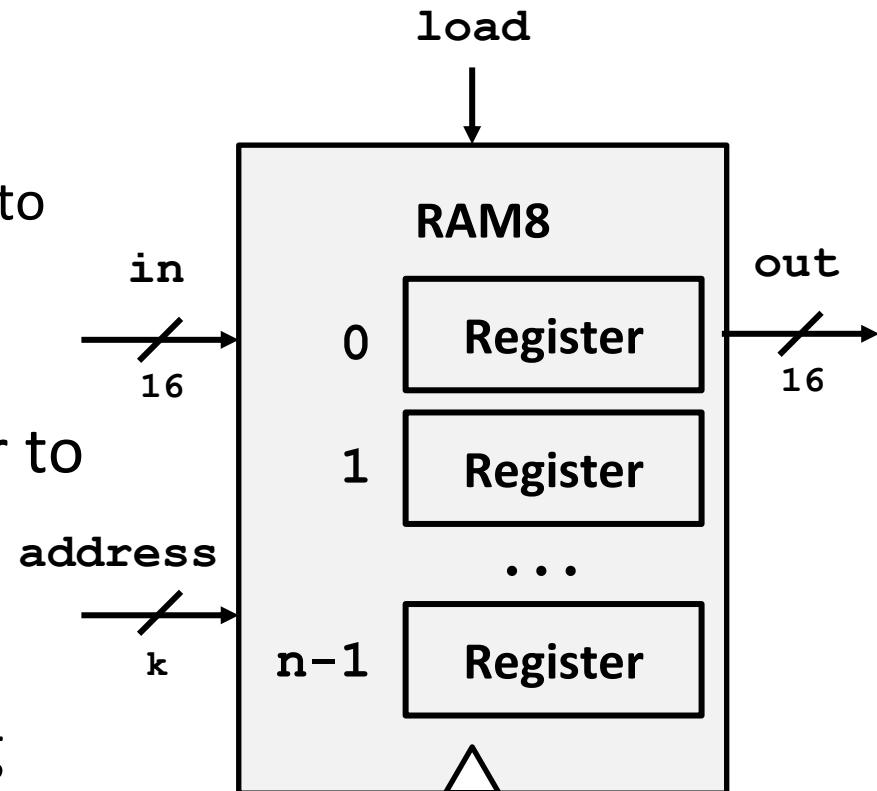 load
to
RAM8
in
out
0
Register
16
16
r to
1
Register
address
...
k
n-1
Register
g